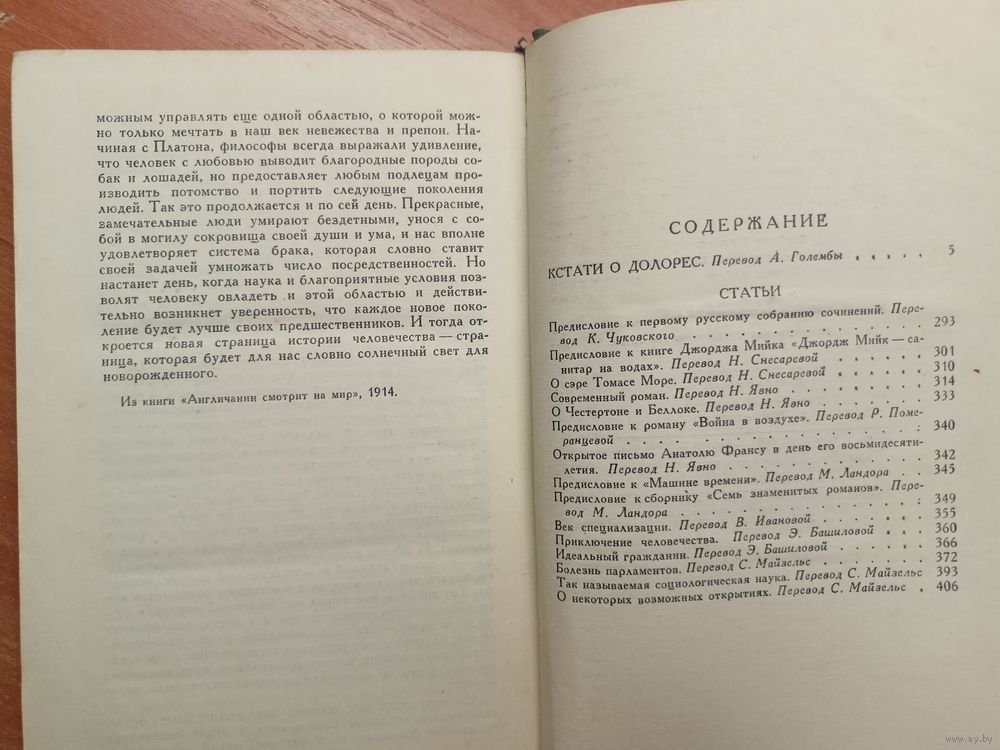 можным управлять еще одной областью, о которой мож-
но только мечтать в наш век невежества и препон. На-
чиная с Платона, философы всегда выражали удивление,
что человек с любовью выводит благородные породы со-
бак и лошадей, но предоставляет любым подлецам про-
изводить потомство и портить следующие поколения
людей. Так это продолжается и по сей день. Прекрасные,
замечательные люди умирают бездетными, унося с со-
бой в могилу сокровища своей души и ума, и нас вполне
удовлетворяет система брака, которая словно ставит
своей задачей умножать число посредственностей. Но
настанет день, когда наука и благоприятные условия поз-
волят человеку овладеть и этой областью и действи-
тельно возникнет уверенность, что каждое новое поко-
ление будет лучше своих предшественников. И тогда от-
кроется новая страница истории человечества — стра-
ница, которая будет для нас словно солнечный свет для
новорожденного.
Из книги «Англичанин смотрит на мир», 1914.
СОДЕРЖАНИЕ
КСТАТИ О ДОЛОРЕС. Перевод А. Голембы . . . . . 5
СТАТЬИ
Предисловие к первому русскому собранию сочинений. Пере-
вод К. Чуковского . . . . . . . . . . . 293
Предисловие к книге Джорджа Мийка «Джордж Мийк — са-
нитар на водах». Перевод Н. Снесаревой . . . . . 301
О сэре Томасе Море. Перевод Н. Снесаревой . . . . 310
Современный роман. Перевод Н. Явно . . . . . . 314
О Честертоне и Беллоке. Перевод Н. Явно . . . . . 333
Предисловие к роману «Война в воздухе». Перевод Р. Поме-
ранцевой . . . . . . . . . . . . 340
Открытое письмо Анатолю Франсу в день его восьмидесяти-
летия. Перевод Н. Явно . . . . . . . . . 342
Предисловие к «Машине времени». Перевод М. Ландора . . 345
Предисловие к сборнику «Семь знаменитых романов». Пере-
вод М. Ландора . . . . . . . . . . . 349
Век специализации. Перевод В. Ивановой . . . . . 355
Приключение человечества. Перевод Э. Башиловой . . . 360
Идеальный гражданин. Перевод Э. Башиловой . . . . . 366
Болезнь парламентов. Перевод С. Майзельс . . . . . 372
Так называемая социологическая наука. Перевод С. Майзельс 393
О некоторых возможных открытиях. Перевод С. Майзельс . 406
www.ay.by